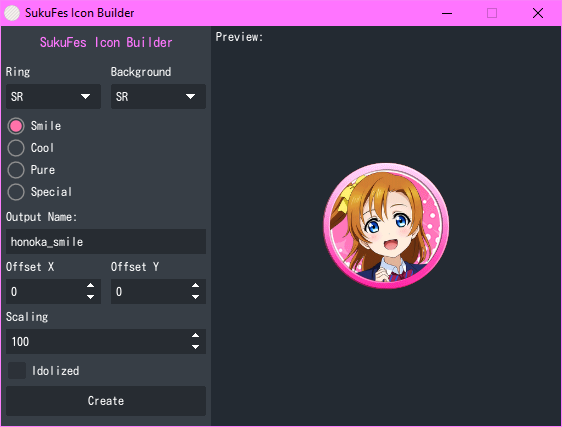 SukuFes Icon Builder
SukuFes Icon Builder
Preview:
Ring Background
SR SR
Smile
Cool
Pure
Special
Output Name:
honoka_smile
Offset X Offset Y
0 0
Scaling
100
Idolized
Create